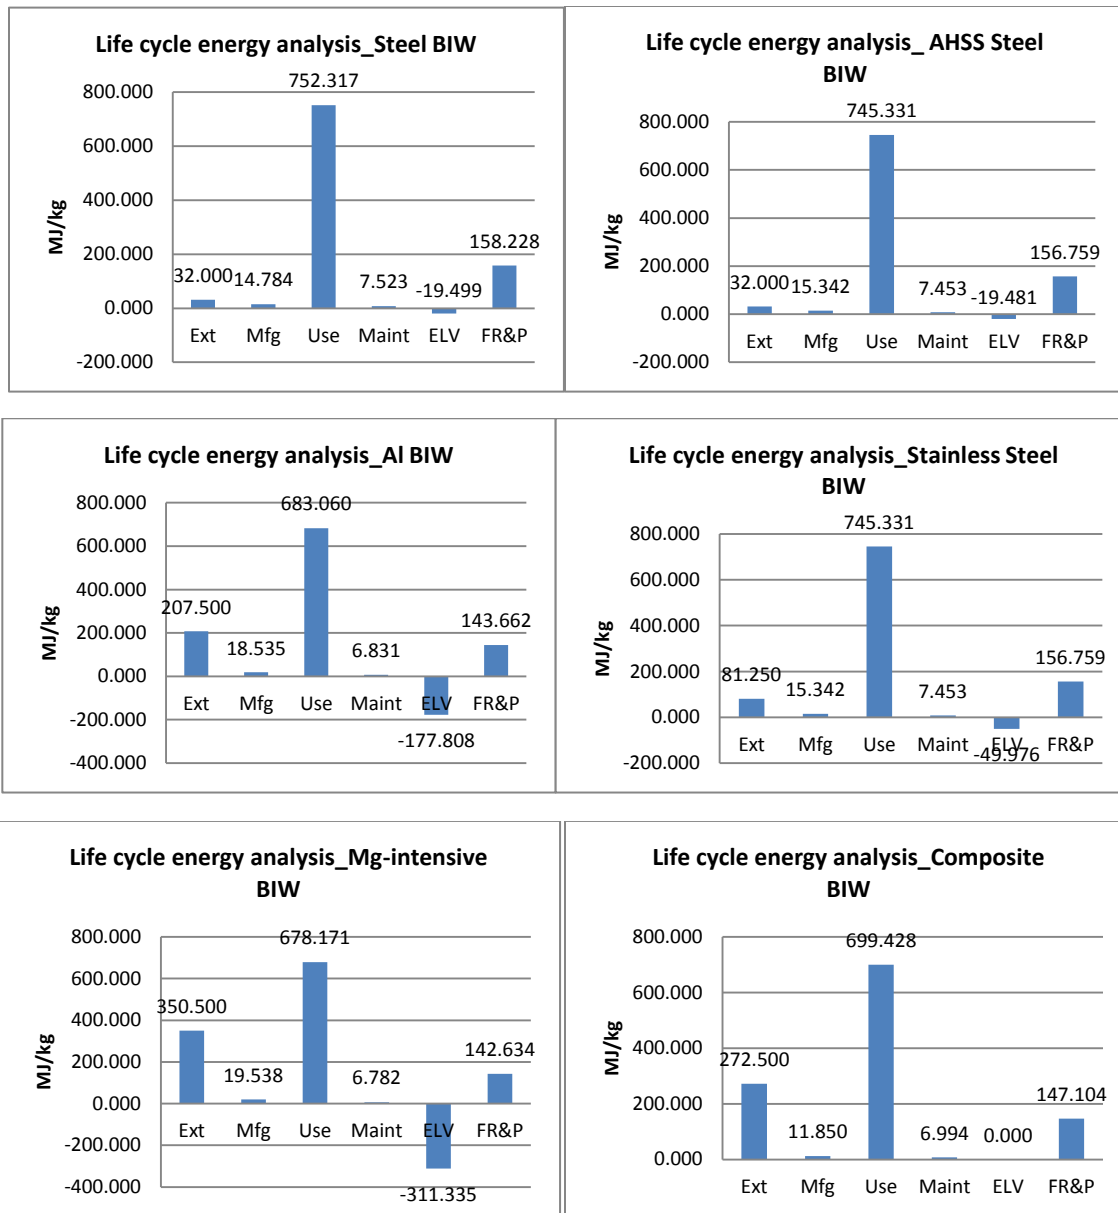 Life cycle energy analysis_Steel BIW
752.317
800.000
600.000
400.000
200.000
0.000
-200.000
MJ/kg
32.000 14.784 7.523 -19.499 158.228
Ext Mfg Use Maint ELV FR&P
Life cycle energy analysis_ AHSS Steel
BIW
745.331
800.000
600.000
400.000
200.000
0.000
-200.000
MJ/kg
32.000 15.342 7.453 -19.481 156.759
Ext Mfg Use Maint ELV FR&P
Life cycle energy analysis_Al BIW
800.000
600.000
400.000
200.000
0.000
-200.000
-400.000
MJ/kg
683.060
207.500 18.535 6.831 143.662
Ext Mfg Use Maint ELV FR&P
-177.808
Life cycle energy analysis_Stainless Steel
BIW
745.331
800.000
600.000
400.000
200.000
0.000
-200.000
MJ/kg
81.250 15.342 7.453 156.759
Ext Mfg Use Maint ELV FR&P
-49.976
Life cycle energy analysis_Mg-intensive
BIW
800.000
600.000
400.000
200.000
0.000
-200.000
-400.000
MJ/kg
678.171
350.500 19.538 6.782 142.634
Ext Mfg Use Maint ELV FR&P
-311.335
Life cycle energy analysis_Composite
BIW
800.000
600.000
400.000
200.000
0.000
MJ/kg
699.428
272.500 11.850 6.994 0.000 147.104
Ext Mfg Use Maint ELV FR&P